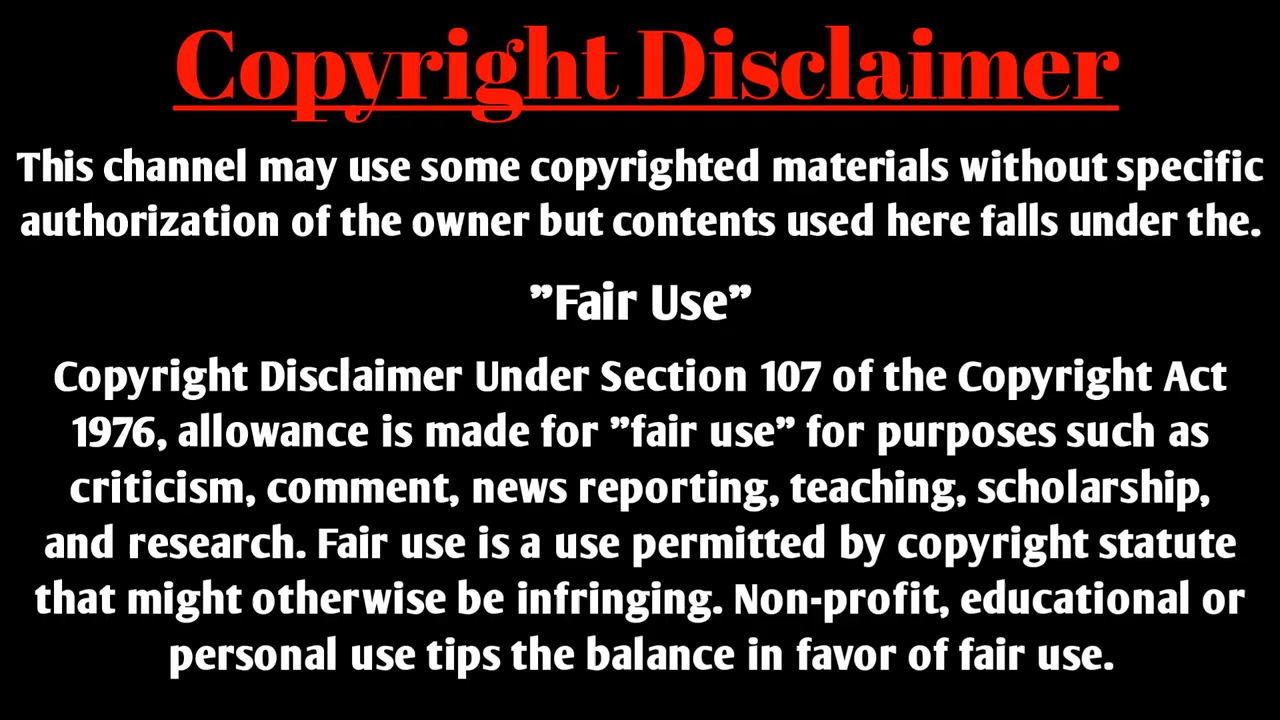 Copyright Disclaimer
This channel may use some copyrighted materials without specific
authorization of the owner but contents used here falls under the.
”Fair Use”
Copyright Disclaimer Under Section 107 of the Copyright Act
1976, allowance is made for ”fair use” for purposes such as
criticism, comment, news reporting, teaching, scholarship,
and research. Fair use is a use permitted by copyright statute
that might otherwise be infringing. Non-profit, educational or
personal use tips the balance in favor of fair use.